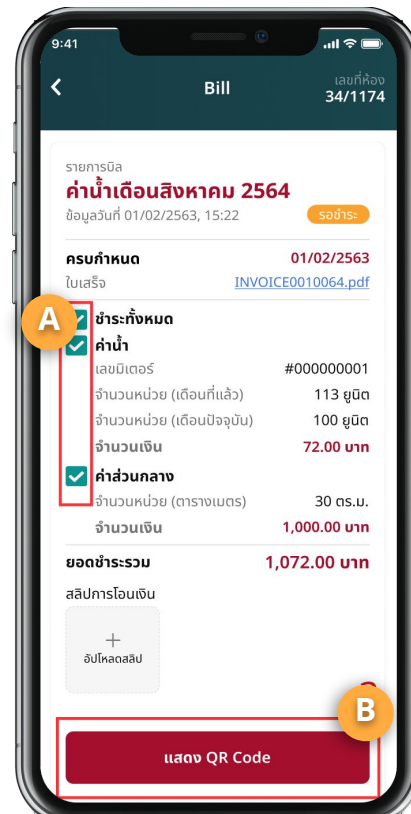 9:41
เลขที่ห้อง
Bill
34/1174
รายการบิล
ค่าน้ำเดือนสิงหาคม 2564
ข้อมูลวันที่ 01/02/2563, 15:22 รอชำระ
ครบกำหนด 01/02/2563
ใบเสร็จ INVOICE0010064.pdf
A
ชำระทั้งหมด
ค่าน้ำ
เลขมิเตอร์ #000000001
จำนวนหน่วย (เดือนที่แล้ว) 113 ยูนิต
จำนวนหน่วย (เดือนปัจจุบัน) 100 ยูนิต
จำนวนเงิน 72.00 บาท
ค่าส่วนกลาง
จำนวนหน่วย (ตารางเมตร) 30 ตร.ม.
จำนวนเงิน 1,000.00 บาท
ยอดชำระรวม 1,072.00 บาท
สลิปการโอนเงิน
+
อัปโหลดสลิป
B
แสดง QR Code